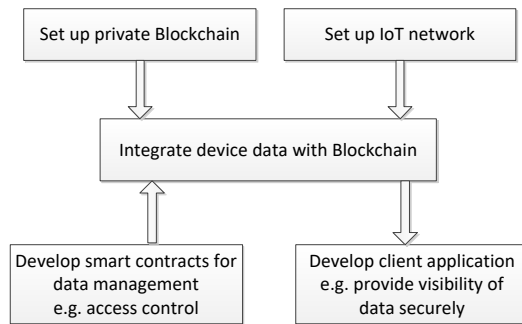 Set up private Blockchain
Set up IoT network
Integrate device data with Blockchain
Develop smart contracts for
data management
e.g. access control
Develop client application
e.g. provide visibility of
data securely